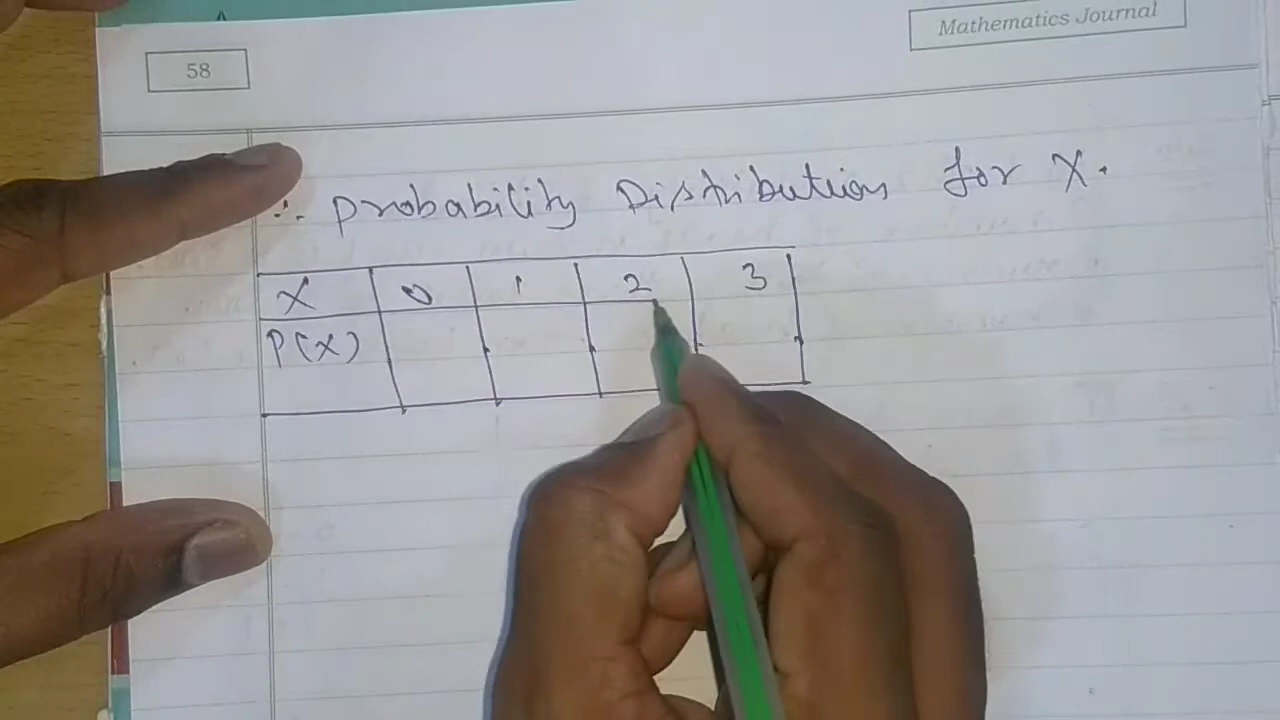 58
Mathematics Journal
∴ Probability Distribution for X.
X 0 1 2 3
P(X)